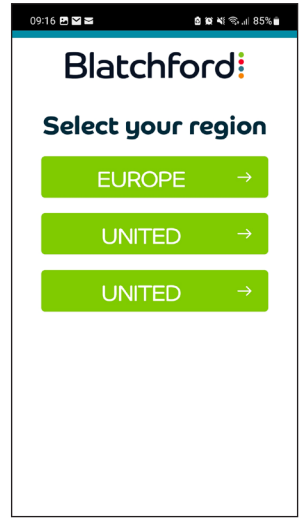 09:16 85%
Blatchford
Select your region
EUROPE →
UNITED →
UNITED →